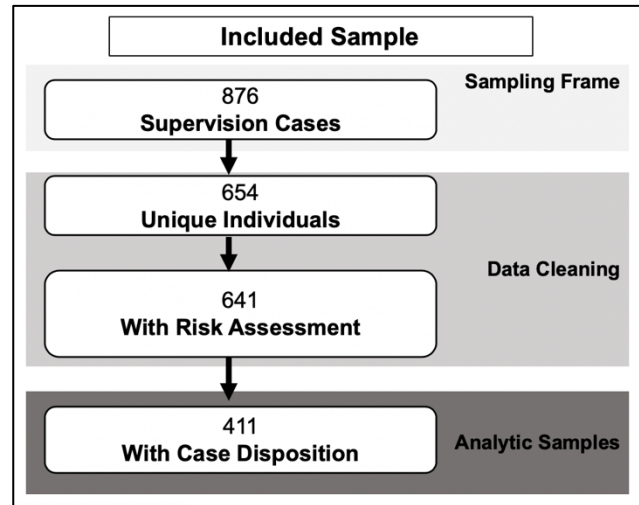 Included Sample
Sampling Frame
876
Supervision Cases
654
Unique Individuals
Data Cleaning
641
With Risk Assessment
411
With Case Disposition
Analytic Samples